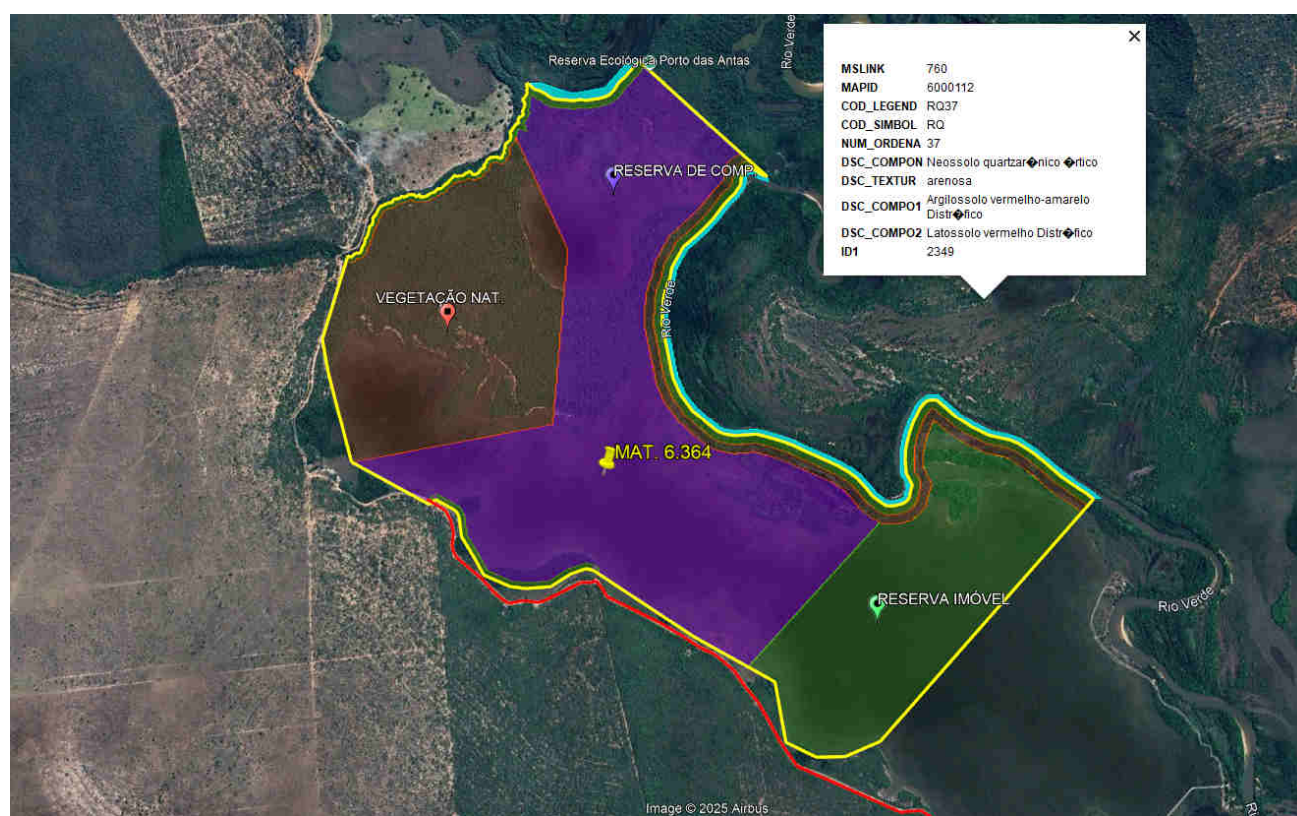 Reserva Ecológica Porto das Antas
Rio Verde
MSLINK 760
MAPID 6000112
COD_LEGEND RQ37
COD_SIMBOL RQ
NUM_ORDENA 37
DSC_COMPON Neossolo quartzar�nico �rtico
DSC_TEXTUR arenosa
DSC_COMPO1 Argilossolo vermelho-amarelo
Distr�fico
DSC_COMPO2 Latossolo vermelho Distr�fico
ID1 2349
RESERVA DE COMP.
VEGETAÇÃO NAT.
Rio Verde
MAT. 6.364
RESERVA IMÓVEL
Rio Verde
Image © 2025 Airbus